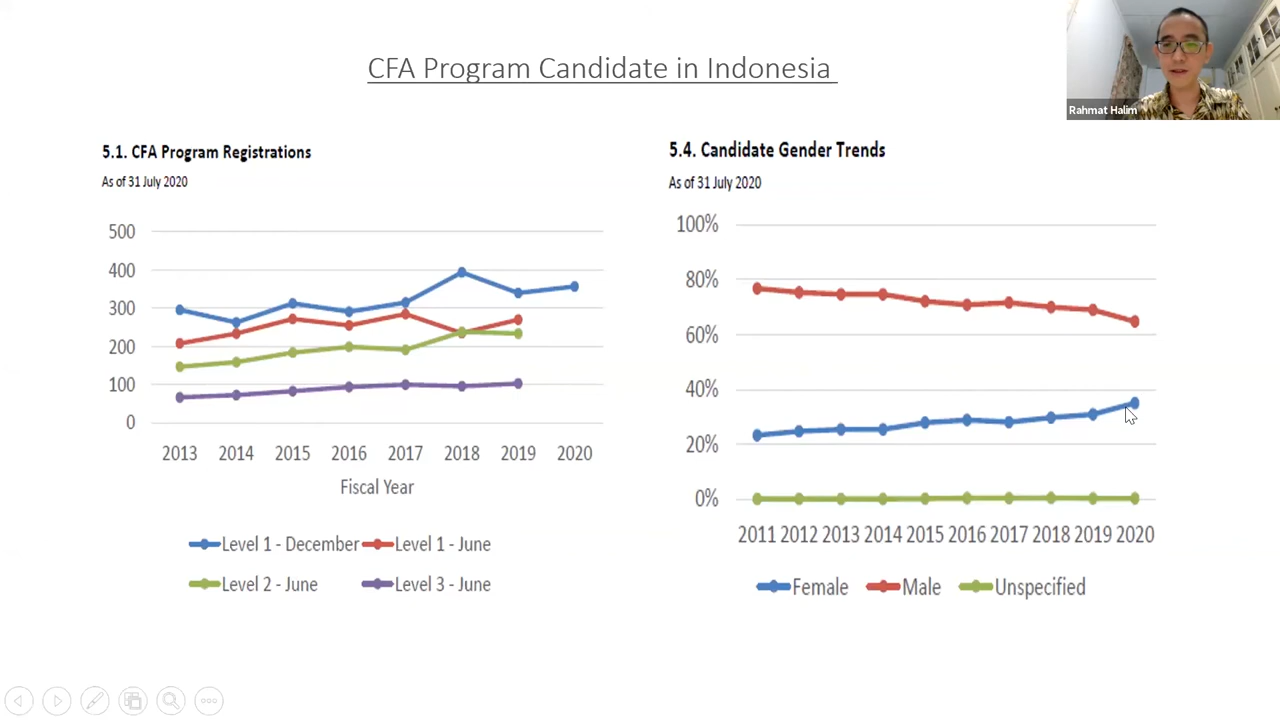 CFA Program Candidate in Indonesia
Rahmat Halim
5.1. CFA Program Registrations
As of 31 July 2020
500
400
300
200
100
0
2013 2014 2015 2016 2017 2018 2019 2020
Fiscal Year
Level 1 - December Level 1 - June
Level 2 - June Level 3 - June
5.4. Candidate Gender Trends
As of 31 July 2020
100%
80%
60%
40%
20%
0%
2011 2012 2013 2014 2015 2016 2017 2018 2019 2020
Female Male Unspecified